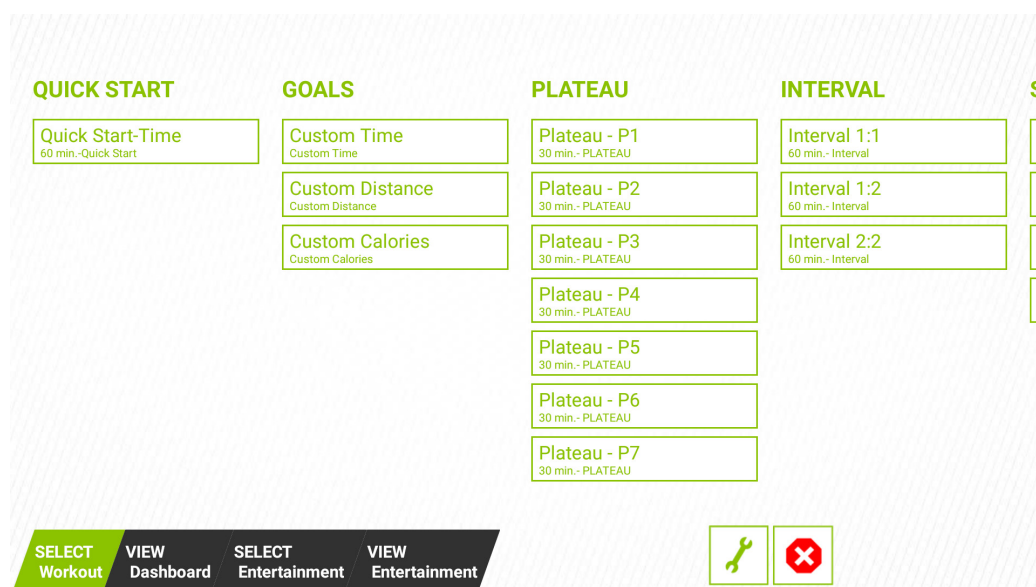 QUICK START
Quick Start-Time
60 min.-Quick Start
GOALS
Custom Time
Custom Time
Custom Distance
Custom Distance
Custom Calories
Custom Calories
PLATEAU
Plateau - P1
30 min.- PLATEAU
Plateau - P2
30 min.- PLATEAU
Plateau - P3
30 min.- PLATEAU
Plateau - P4
30 min.- PLATEAU
Plateau - P5
30 min.- PLATEAU
Plateau - P6
30 min.- PLATEAU
Plateau - P7
30 min.- PLATEAU
INTERVAL
Interval 1:1
60 min.- Interval
Interval 1:2
60 min.- Interval
Interval 2:2
60 min.- Interval
SELECT
Workout
VIEW
Dashboard
SELECT
Entertainment
VIEW
Entertainment